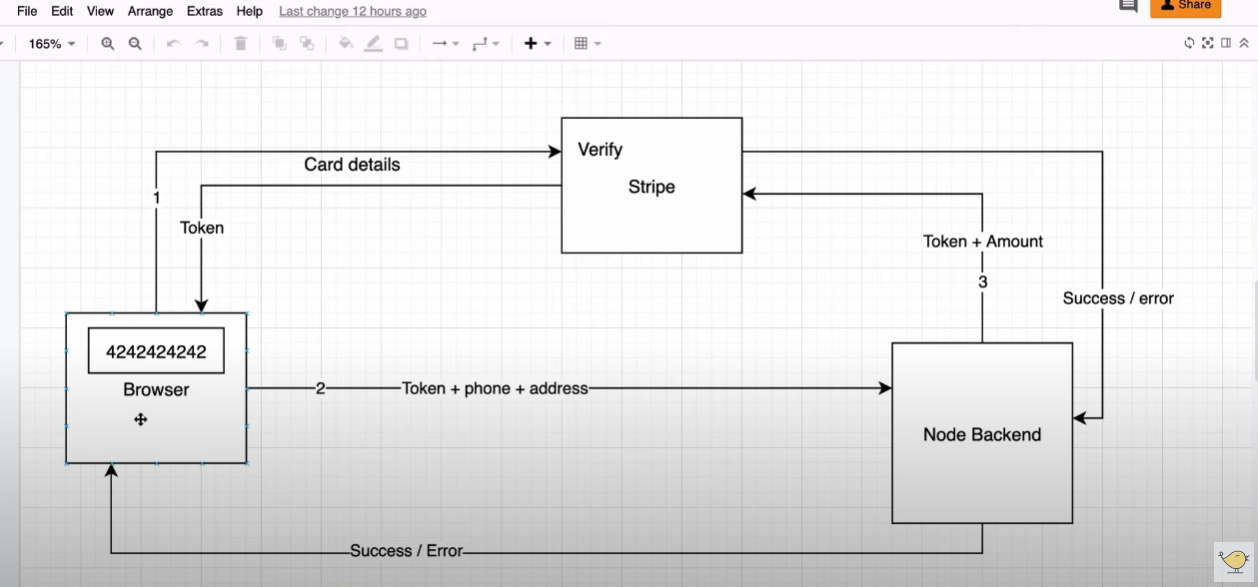 File Edit View Arrange Extras Help Last change 12 hours ago
Share
165%
Verify
Card details
Stripe
1
Token
Token + Amount
3
Success / error
4242424242
Browser
2 Token + phone + address
Node Backend
Success / Error